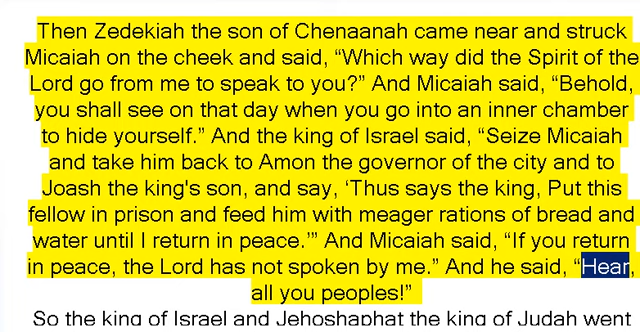 Then Zedekiah the son of Chenaanah came near and struck
Micaiah on the cheek and said, “Which way did the Spirit of the
Lord go from me to speak to you?” And Micaiah said, “Behold,
you shall see on that day when you go into an inner chamber
to hide yourself.” And the king of Israel said, “Seize Micaiah
and take him back to Amon the governor of the city and to
Joash the king's son, and say, ‘Thus says the king, Put this
fellow in prison and feed him with meager rations of bread and
water until I return in peace.’” And Micaiah said, “If you return
in peace, the Lord has not spoken by me.” And he said, “Hear,
all you peoples!”
So the king of Israel and Jehoshaphat the king of Judah went